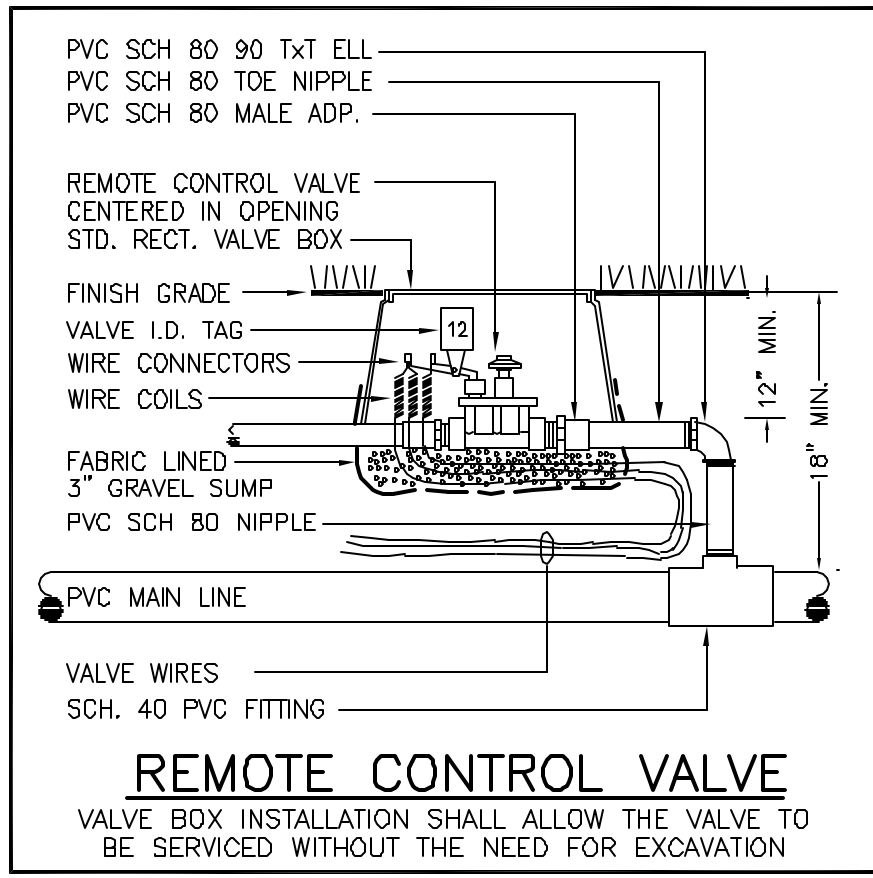 PVC SCH 80 90 TxT ELL
PVC SCH 80 TOE NIPPLE
PVC SCH 80 MALE ADP.
REMOTE CONTROL VALVE
CENTERED IN OPENING
STD. RECT. VALVE BOX
FINISH GRADE
VALVE I.D. TAG
12
WIRE CONNECTORS
WIRE COILS
12" MIN.
18" MIN.
FABRIC LINED
3" GRAVEL SUMP
PVC SCH 80 NIPPLE
PVC MAIN LINE
VALVE WIRES
SCH. 40 PVC FITTING
REMOTE CONTROL VALVE
VALVE BOX INSTALLATION SHALL ALLOW THE VALVE TO
BE SERVICED WITHOUT THE NEED FOR EXCAVATION